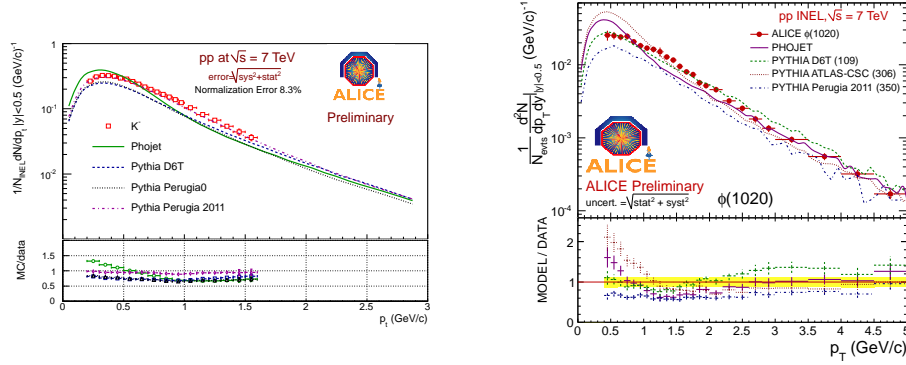 pp at √s = 7 TeV
error=√sys²+stat²
Normalization Error 8.3%
ALICE
Preliminary
1/N_INEL dN/dp_t |y|<0.5 (GeV/c)⁻¹
1
10⁻¹
10⁻²
K⁻
Phojet
Pythia D6T
Pythia Perugia0
Pythia Perugia 2011
MC/data
1.5
1
0.5
0
0 0.5 1 1.5 2 2.5 3
p_t (GeV/c)
pp INEL, √s = 7 TeV
ALICE ϕ(1020)
PHOJET
PYTHIA D6T (109)
PYTHIA ATLAS-CSC (306)
PYTHIA Perugia 2011 (350)
1/N_evts d²N/dp_T dy |_|y|<0.5 (GeV/c)⁻¹
10⁻¹
10⁻²
10⁻³
10⁻⁴
ALICE
ALICE Preliminary
uncert. =√stat² + syst²
ϕ(1020)
MODEL / DATA
2
1
0
0 0.5 1 1.5 2 2.5 3 3.5 4 4.5 5
p_T (GeV/c)